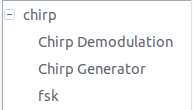 chirp
Chirp Demodulation
Chirp Generator
fsk